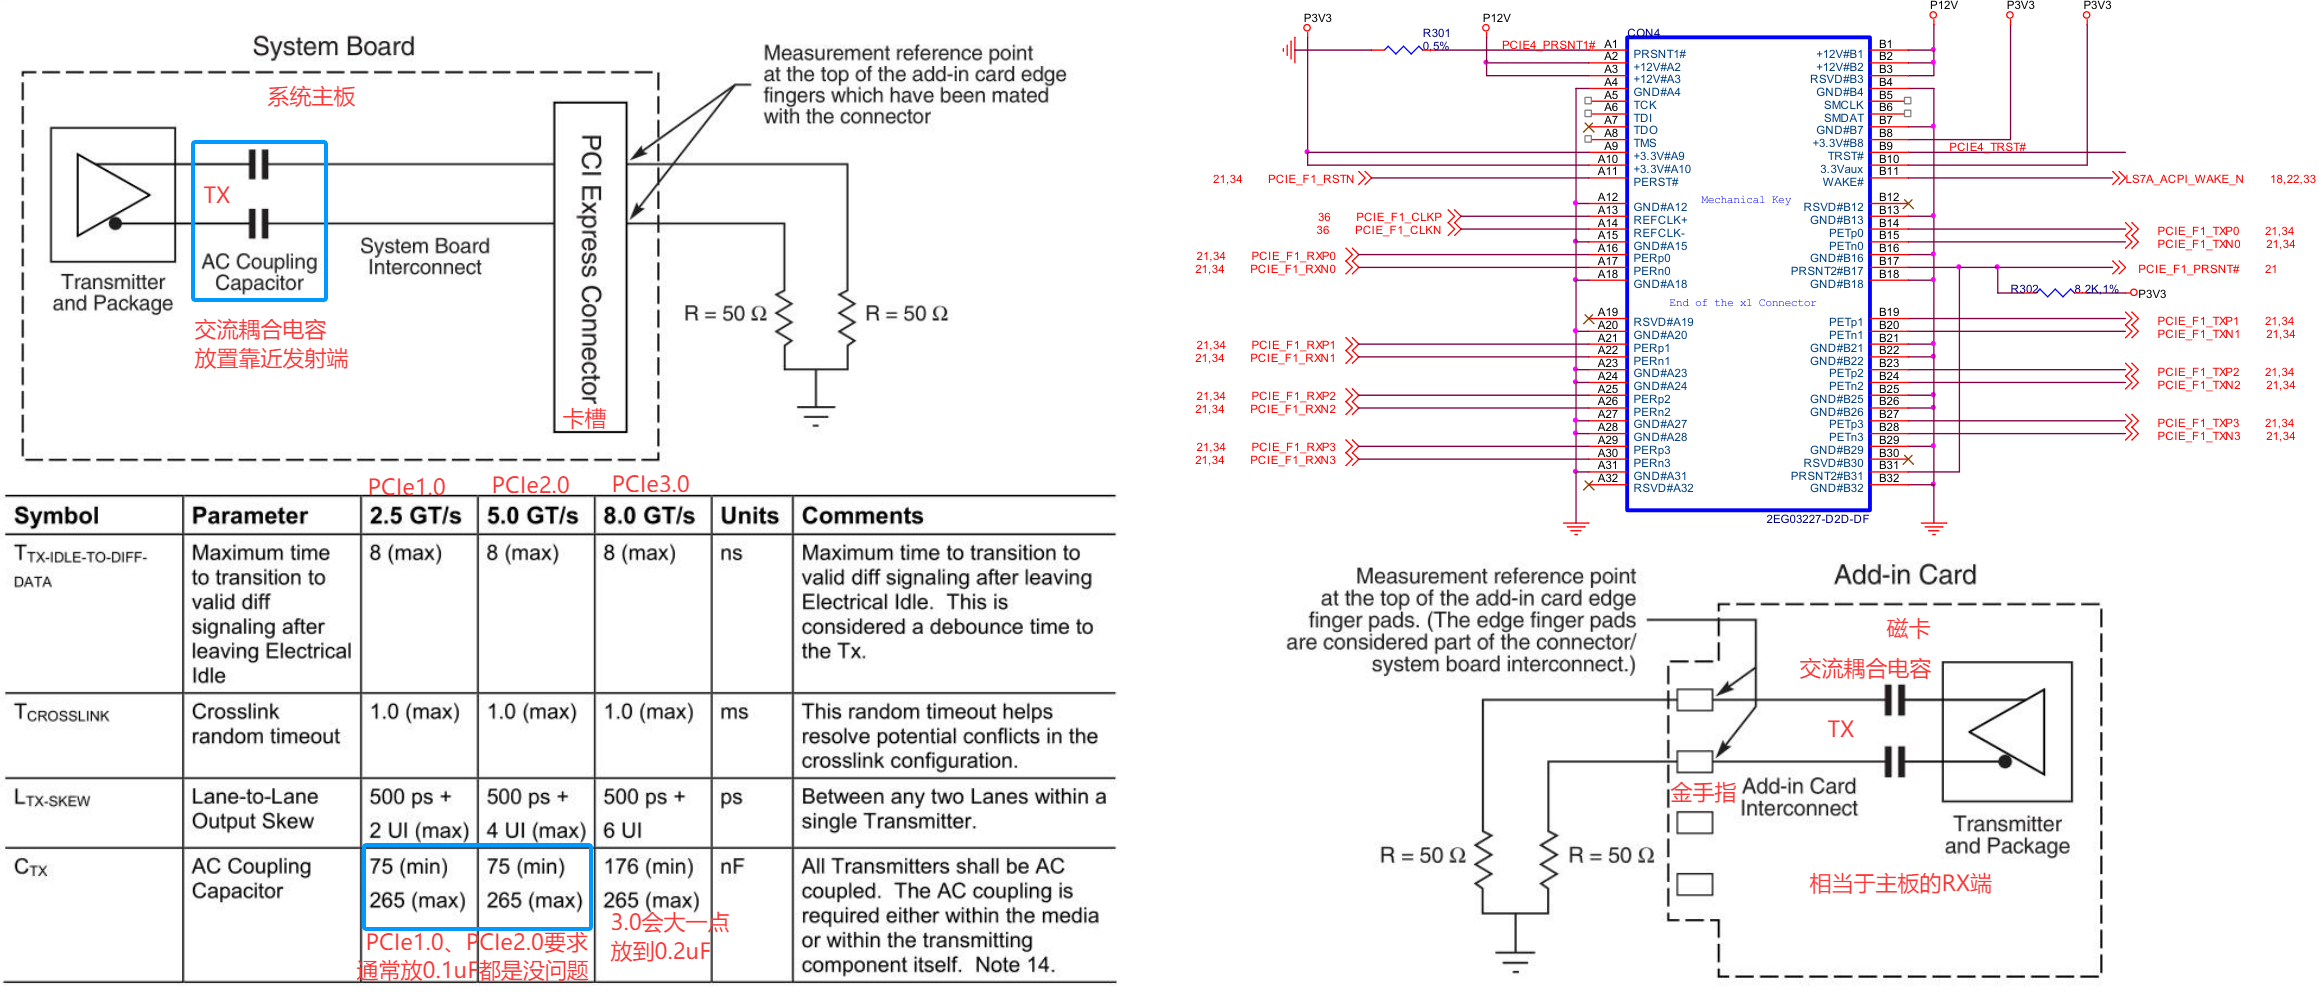 System Board
系统主板
Measurement reference point
at the top of the add-in card edge
fingers which have been mated
with the connector
TX
AC Coupling
Capacitor
Transmitter
and Package
System Board
Interconnect
PCI Express Connector
卡槽
交流耦合电容
放置靠近发射端
R = 50 Ω
R = 50 Ω
PCIe1.0 PCIe2.0 PCIe3.0
Symbol Parameter 2.5 GT/s 5.0 GT/s 8.0 GT/s Units Comments
TTX-IDLE-TO-DIFF-DATA Maximum time to transition to valid diff signaling after leaving Electrical Idle 8 (max) 8 (max) 8 (max) ns Maximum time to transition to valid diff signaling after leaving Electrical Idle. This is considered a debounce time to the Tx.
TCROSSLINK Crosslink random timeout 1.0 (max) 1.0 (max) 1.0 (max) ms This random timeout helps resolve potential conflicts in the crosslink configuration.
LTX-SKEW Lane-to-Lane Output Skew 500 ps + 2 UI (max) 500 ps + 4 UI (max) 500 ps + 6 UI ps Between any two Lanes within a single Transmitter.
CTX AC Coupling Capacitor 75 (min) 265 (max) 75 (min) 265 (max) 176 (min) 265 (max) nF All Transmitters shall be AC coupled. The AC coupling is required either within the media or within the transmitting component itself. Note 14.
PCIe1.0、PCIe2.0要求
通常放0.1uF都是没问题
3.0会大一点
放到0.2uF
P3V3
P12V
R301
0,5%
PCIE4_PRSNT1#
CON4
P12V
P3V3
P3V3
A1 PRSNT1# +12V#B1 B1
A2 +12V#A2 +12V#B2 B2
A3 +12V#A3 RSVD#B3 B3
A4 GND#A4 GND#B4 B4
A5 TCK SMCLK B5
A6 TDI SMDAT B6
A7 TDO GND#B7 B7
A8 TMS +3.3V#B8 B8
A9 +3.3V#A9 TRST# B9 PCIE4_TRST#
A10 +3.3V#A10 3.3Vaux B10
21,34 PCIE_F1_RSTN A11 PERST# WAKE# B11 LS7A_ACPI_WAKE_N 18,22,33
Mechanical Key
A12 GND#A12 RSVD#B12 B12
36 PCIE_F1_CLKP A13 REFCLK+ GND#B13 B13
36 PCIE_F1_CLKN A14 REFCLK- PETp0 B14 PCIE_F1_TXP0 21,34
A15 GND#A15 PETn0 B15 PCIE_F1_TXN0 21,34
21,34 PCIE_F1_RXP0 A16 PERp0 GND#B16 B16
21,34 PCIE_F1_RXN0 A17 PERn0 PRSNT2#B17 B17 PCIE_F1_PRSNT# 21
A18 GND#A18 GND#B18 B18
R302 8.2K,1% P3V3
End of the x1 Connector
A19 RSVD#A19 PETp1 B19 PCIE_F1_TXP1 21,34
A20 GND#A20 PETn1 B20 PCIE_F1_TXN1 21,34
21,34 PCIE_F1_RXP1 A21 PERp1 GND#B21 B21
21,34 PCIE_F1_RXN1 A22 PERn1 GND#B22 B22
A23 GND#A23 PETp2 B23 PCIE_F1_TXP2 21,34
A24 GND#A24 PETn2 B24 PCIE_F1_TXN2 21,34
21,34 PCIE_F1_RXP2 A25 PERp2 GND#B25 B25
21,34 PCIE_F1_RXN2 A26 PERn2 GND#B26 B26
A27 GND#A27 PETp3 B27 PCIE_F1_TXP3 21,34
A28 GND#A28 PETn3 B28 PCIE_F1_TXN3 21,34
21,34 PCIE_F1_RXP3 A29 PERp3 GND#B29 B29
21,34 PCIE_F1_RXN3 A30 PERn3 RSVD#B30 B30
A31 GND#A31 PRSNT2#B31 B31
A32 RSVD#A32 GND#B32 B32
2EG03227-D2D-DF
Measurement reference point
at the top of the add-in card edge
finger pads. (The edge finger pads
are considered part of the connector/
system board interconnect.)
Add-in Card
磁卡
交流耦合电容
TX
金手指
Add-in Card
Interconnect
Transmitter
and Package
R = 50 Ω
R = 50 Ω
相当于主板的RX端